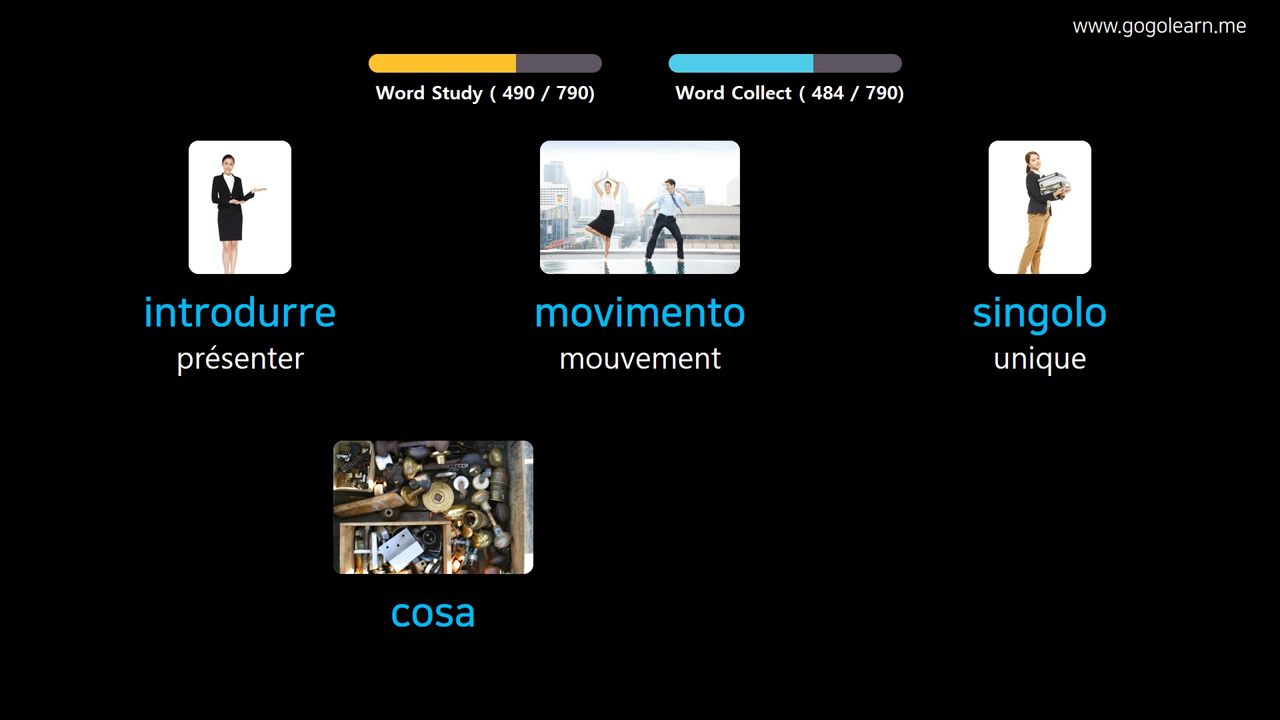 www.gogolearn.me
Word Study ( 490 / 790)
Word Collect ( 484 / 790)
introdurre
présenter
movimento
mouvement
singolo
unique
cosa